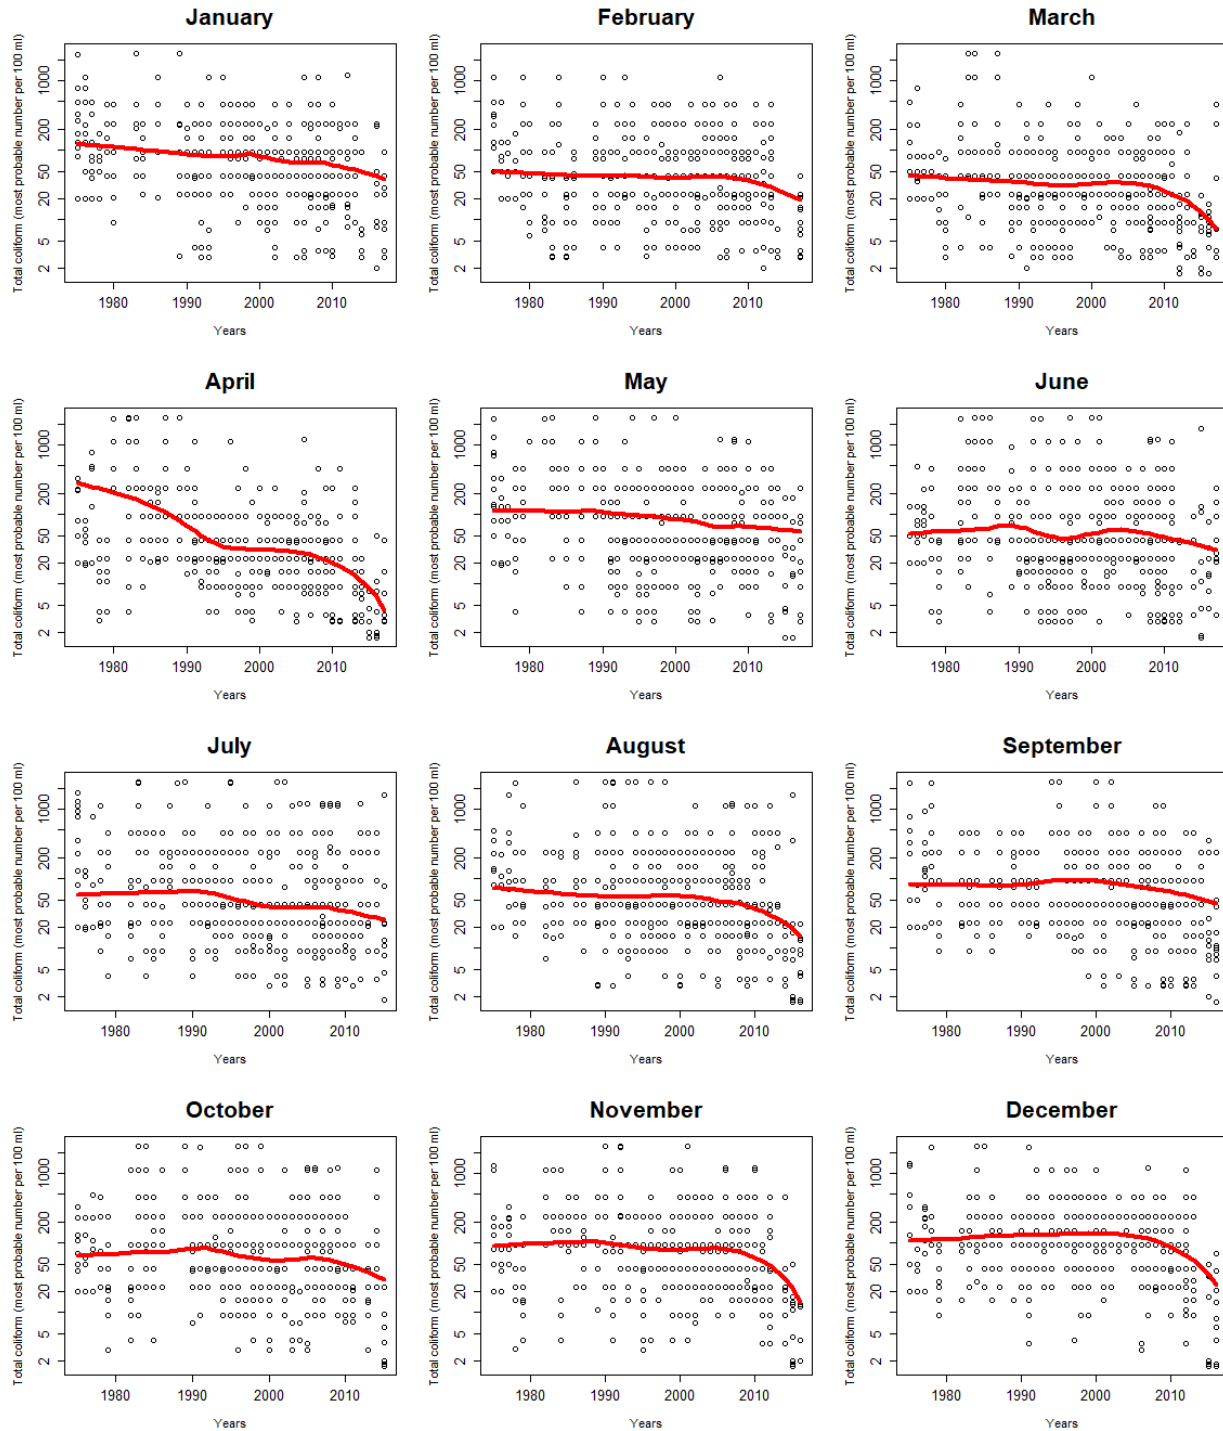 January
February
March
Total coliform (most probable number per 100 ml)
2 5 20 50 200 1000
1980 1990 2000 2010
Years
Total coliform (most probable number per 100 ml)
2 5 20 50 200 1000
1980 1990 2000 2010
Years
Total coliform (most probable number per 100 ml)
2 5 20 50 200 1000
1980 1990 2000 2010
Years
April
May
June
Total coliform (most probable number per 100 ml)
2 5 20 50 200 1000
1980 1990 2000 2010
Years
Total coliform (most probable number per 100 ml)
2 5 20 50 200 1000
1980 1990 2000 2010
Years
Total coliform (most probable number per 100 ml)
2 5 20 50 200 1000
1980 1990 2000 2010
Years
July
August
September
Total coliform (most probable number per 100 ml)
2 5 20 50 200 1000
1980 1990 2000 2010
Years
Total coliform (most probable number per 100 ml)
2 5 20 50 200 1000
1980 1990 2000 2010
Years
Total coliform (most probable number per 100 ml)
2 5 20 50 200 1000
1980 1990 2000 2010
Years
October
November
December
Total coliform (most probable number per 100 ml)
2 5 20 50 200 1000
1980 1990 2000 2010
Years
Total coliform (most probable number per 100 ml)
2 5 20 50 200 1000
1980 1990 2000 2010
Years
Total coliform (most probable number per 100 ml)
2 5 20 50 200 1000
1980 1990 2000 2010
Years